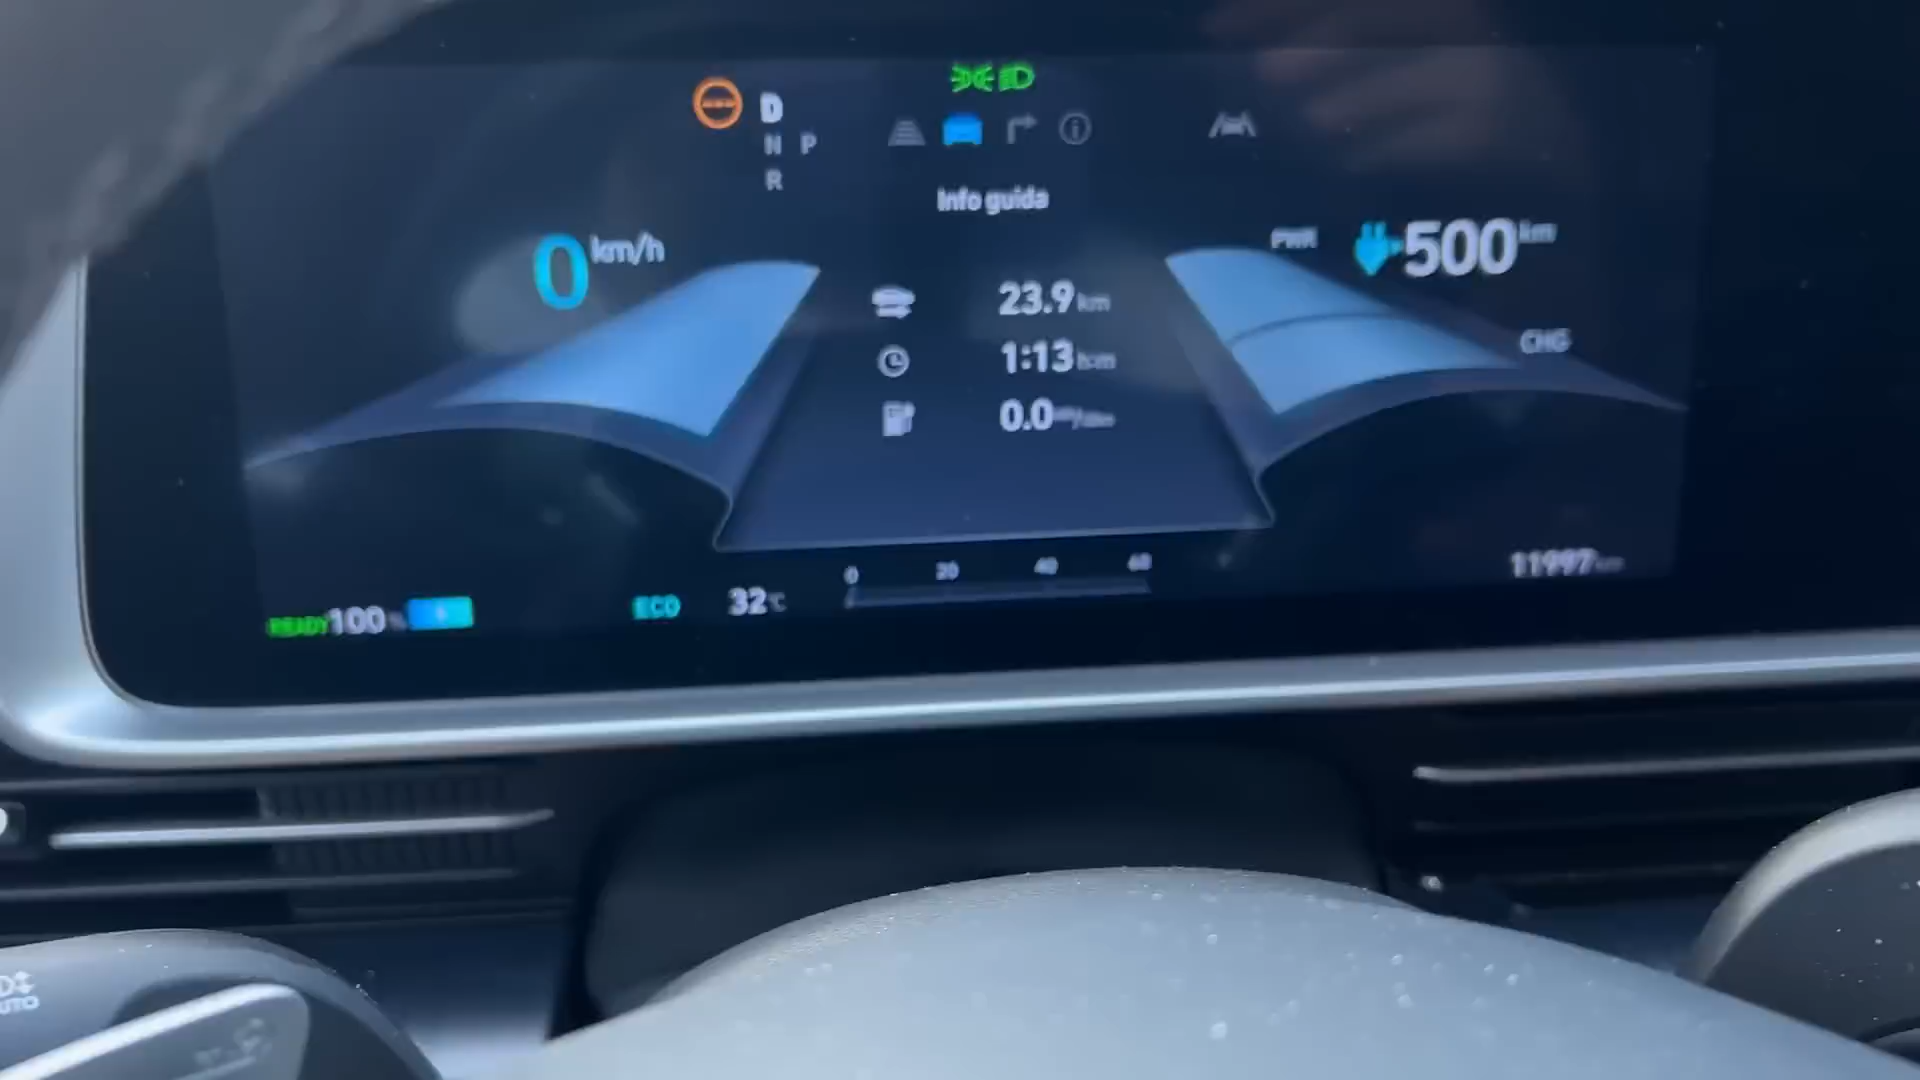 D
N P
R
Info guida
0 km/h
PWR
500 km
23.9 km
CHG
1:13 h:m
0.0
0 20 40 60
11997 km
READY 100 %
ECO
32 °C
AUTO